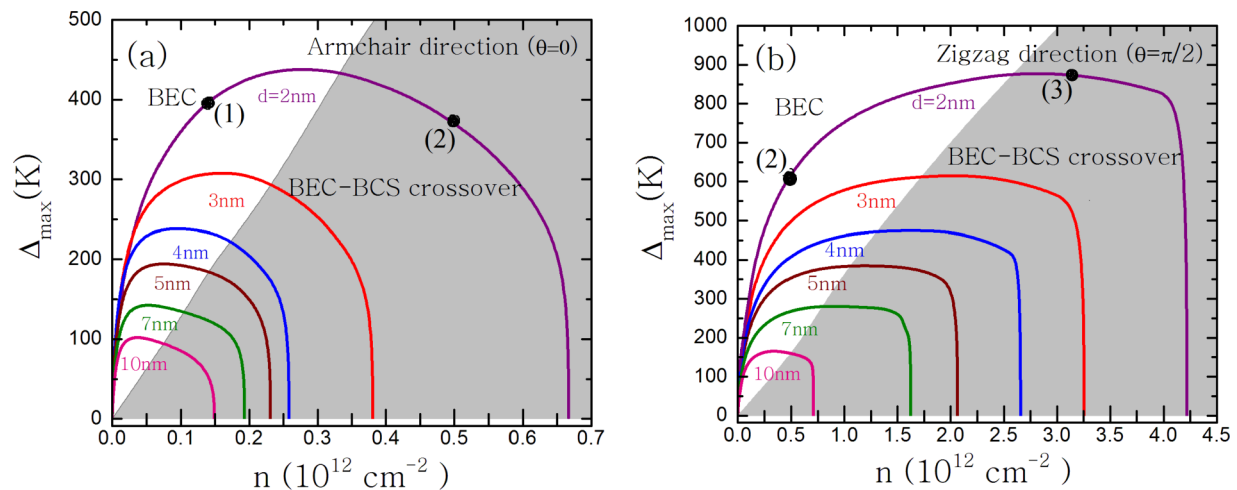 (a)
Armchair direction (θ=0)
BEC
(1)
d=2nm
(2)
BEC-BCS crossover
3nm
4nm
5nm
7nm
10nm
500
400
300
200
100
0
Δmax(K)
0.0 0.1 0.2 0.3 0.4 0.5 0.6 0.7
n (10¹² cm⁻²)
(b)
Zigzag direction (θ=π/2)
BEC
d=2nm
(3)
(2)
BEC-BCS crossover
3nm
4nm
5nm
7nm
10nm
1000
900
800
700
600
500
400
300
200
100
0
Δmax(K)
0.0 0.5 1.0 1.5 2.0 2.5 3.0 3.5 4.0 4.5
n (10¹² cm⁻²)